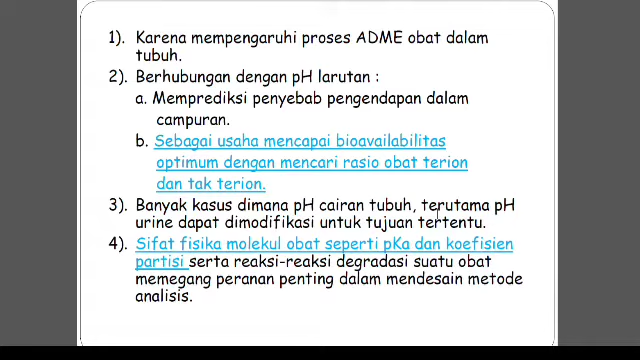 1). Karena mempengaruhi proses ADME obat dalam
tubuh.
2). Berhubungan dengan pH larutan :
a. Memprediksi penyebab pengendapan dalam
campuran.
b. Sebagai usaha mencapai bioavailabilitas
optimum dengan mencari rasio obat terion
dan tak terion.
3). Banyak kasus dimana pH cairan tubuh, terutama pH
urine dapat dimodifikasi untuk tujuan tertentu.
4). Sifat fisika molekul obat seperti pKa dan koefisien
partisi serta reaksi-reaksi degradasi suatu obat
memegang peranan penting dalam mendesain metode
analisis.